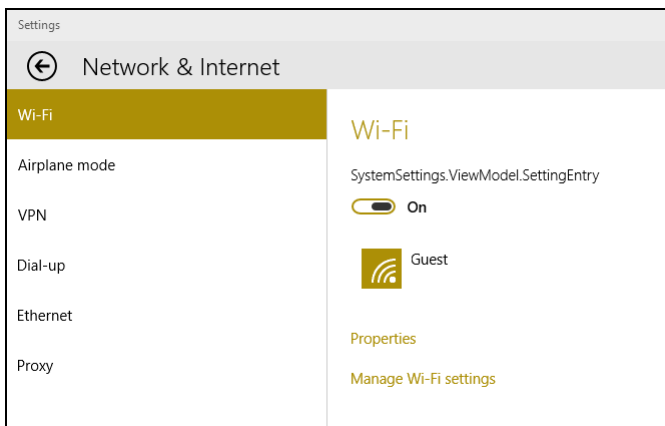 Settings
Network & Internet
Wi-Fi
Airplane mode
VPN
Dial-up
Ethernet
Proxy
Wi-Fi
SystemSettings.ViewModel.SettingEntry
On
Guest
Properties
Manage Wi-Fi settings